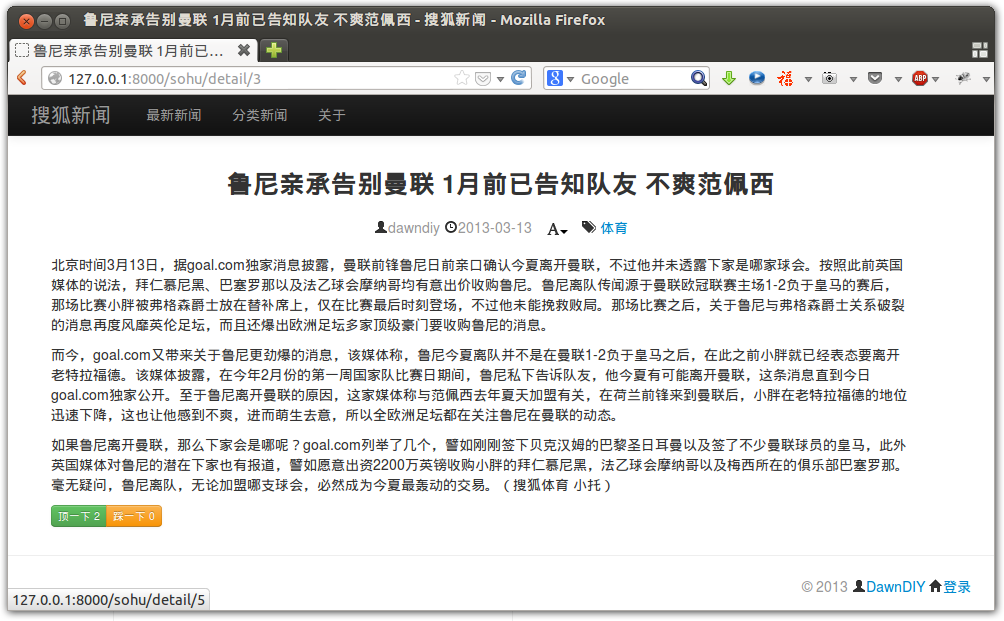 鲁尼亲承告别曼联 1月前已告知队友 不爽范佩西 - 搜狐新闻 - Mozilla Firefox
鲁尼亲承告别曼联 1月前已...
127.0.0.1:8000/sohu/detail/3
8
Google
福
ABP
搜狐新闻 最新新闻 分类新闻 关于
鲁尼亲承告别曼联 1月前已告知队友 不爽范佩西
dawndiy 2013-03-13 A 体育
北京时间3月13日，据goal.com独家消息披露，曼联前锋鲁尼日前亲口确认今夏离开曼联，不过他并未透露下家是哪家球会。按照此前英国
媒体的说法，拜仁慕尼黑、巴塞罗那以及法乙球会摩纳哥均有意出价收购鲁尼。鲁尼离队传闻源于曼联欧冠联赛主场1-2负于皇马的赛后，
那场比赛小胖被弗格森爵士放在替补席上，仅在比赛最后时刻登场，不过他未能挽救败局。那场比赛之后，关于鲁尼与弗格森爵士关系破裂
的消息再度风靡英伦足坛，而且还爆出欧洲足坛多家顶级豪门要收购鲁尼的消息。
而今，goal.com又带来关于鲁尼更劲爆的消息，该媒体称，鲁尼今夏离队并不是在曼联1-2负于皇马之后，在此之前小胖就已经表态要离开
老特拉福德。该媒体披露，在今年2月份的第一周国家队比赛日期间，鲁尼私下告诉队友，他今夏有可能离开曼联，这条消息直到今日
goal.com独家公开。至于鲁尼离开曼联的原因，这家媒体称与范佩西去年夏天加盟有关，在荷兰前锋来到曼联后，小胖在老特拉福德的地位
迅速下降，这也让他感到不爽，进而萌生去意，所以全欧洲足坛都在关注鲁尼在曼联的动态。
如果鲁尼离开曼联，那么下家会是哪呢？goal.com列举了几个，譬如刚刚签下贝克汉姆的巴黎圣日耳曼以及签了不少曼联球员的皇马，此外
英国媒体对鲁尼的潜在下家也有报道，譬如愿意出资2200万英镑收购小胖的拜仁慕尼黑，法乙球会摩纳哥以及梅西所在的俱乐部巴塞罗那。
毫无疑问，鲁尼离队，无论加盟哪支球会，必然成为今夏最轰动的交易。（搜狐体育 小托）
顶一下 2 踩一下 0
© 2013 DawnDIY 登录
127.0.0.1:8000/sohu/detail/5